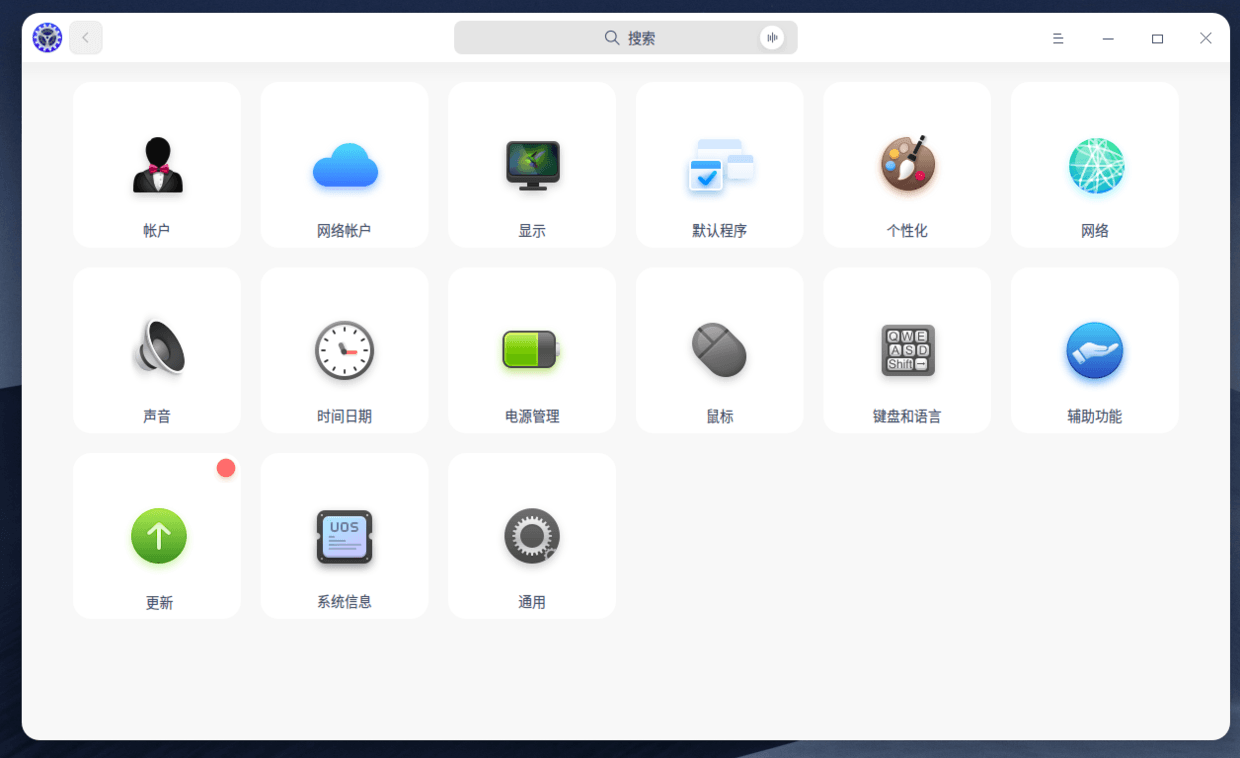 搜索
帐户
网络帐户
显示
默认程序
个性化
网络
QWE
ASD
Shift→
声音
时间日期
电源管理
鼠标
键盘和语言
辅助功能
UOS
更新
系统信息
通用